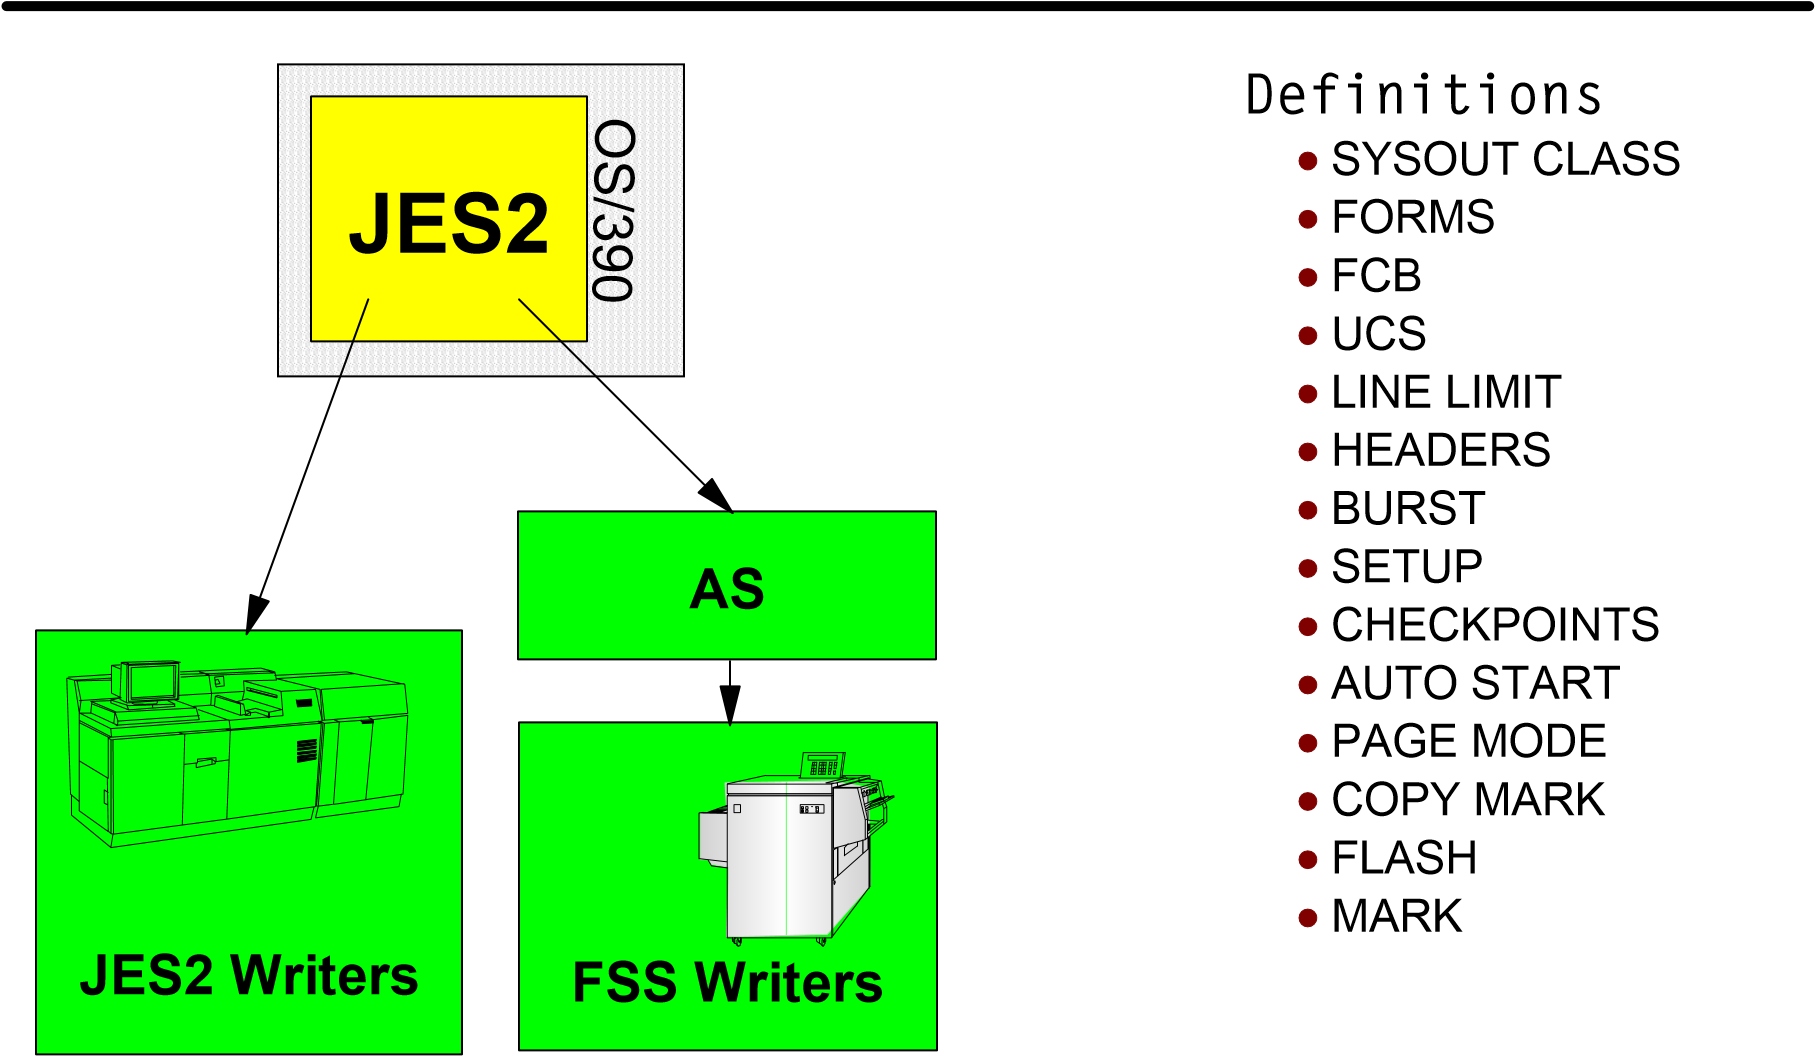 JES2
OS/390
AS
JES2 Writers
FSS Writers
Definitions
SYSOUT CLASS
FORMS
FCB
UCS
LINE LIMIT
HEADERS
BURST
SETUP
CHECKPOINTS
AUTO START
PAGE MODE
COPY MARK
FLASH
MARK